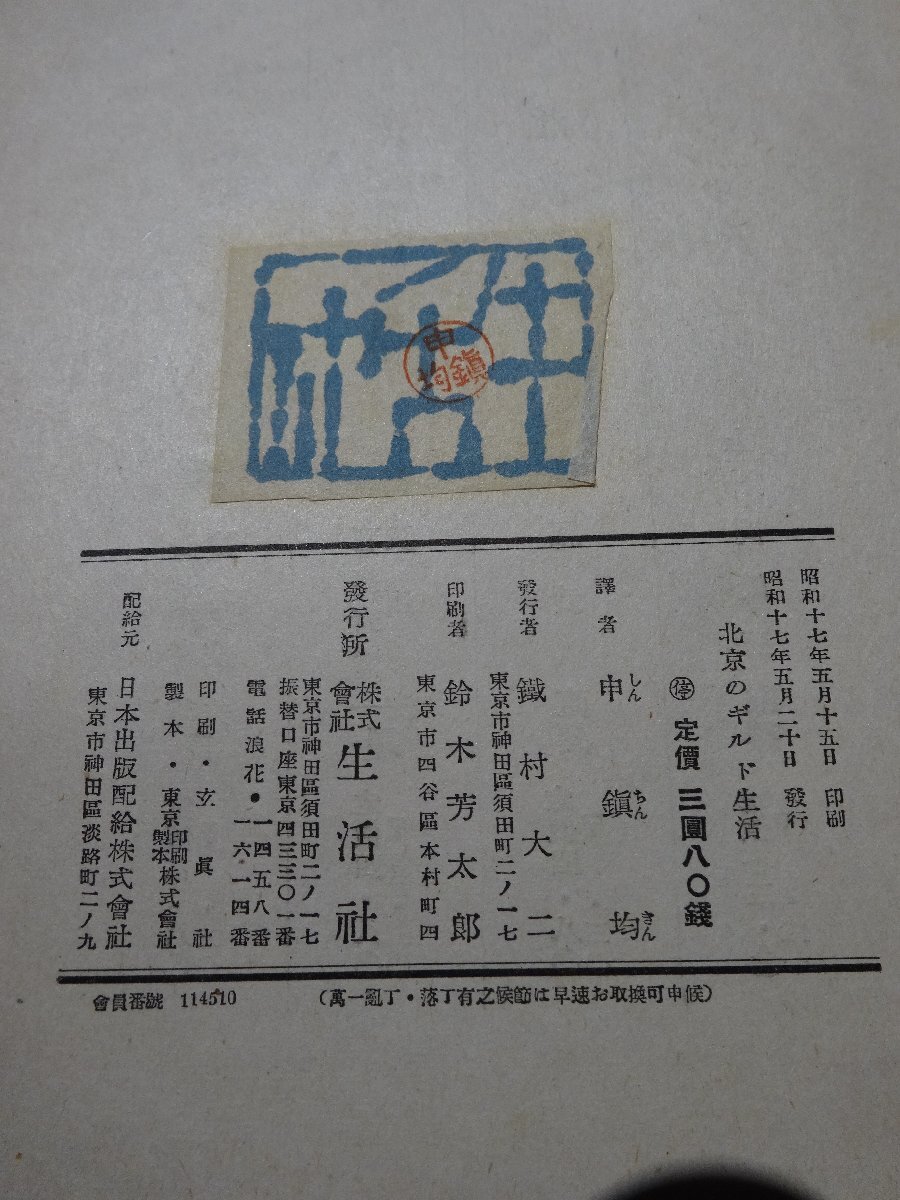 申
鎭
均
昭和十七年五月十五日 印刷
昭和十七年五月二十日 發行
北京のギルド生活
停 定價 三圓八〇錢
譯者 申鎭均
しん ちん きん
發行者 鐵村大二
東京市神田區須田町二ノ一七
印刷者 鈴木芳太郎
東京市四谷區本村町四
發行所 株式會社 生活社
東京市神田區須田町二ノ一七
振替口座東京四三三〇一番
電話浪花・一四五八番
二六一四番
印刷・玄眞社
製本・東京印刷製本株式會社
配給元 日本出版配給株式會社
東京市神田區淡路町二ノ九
(萬一亂丁・落丁有之候節は早速お取換可申候)
會員番號 114510